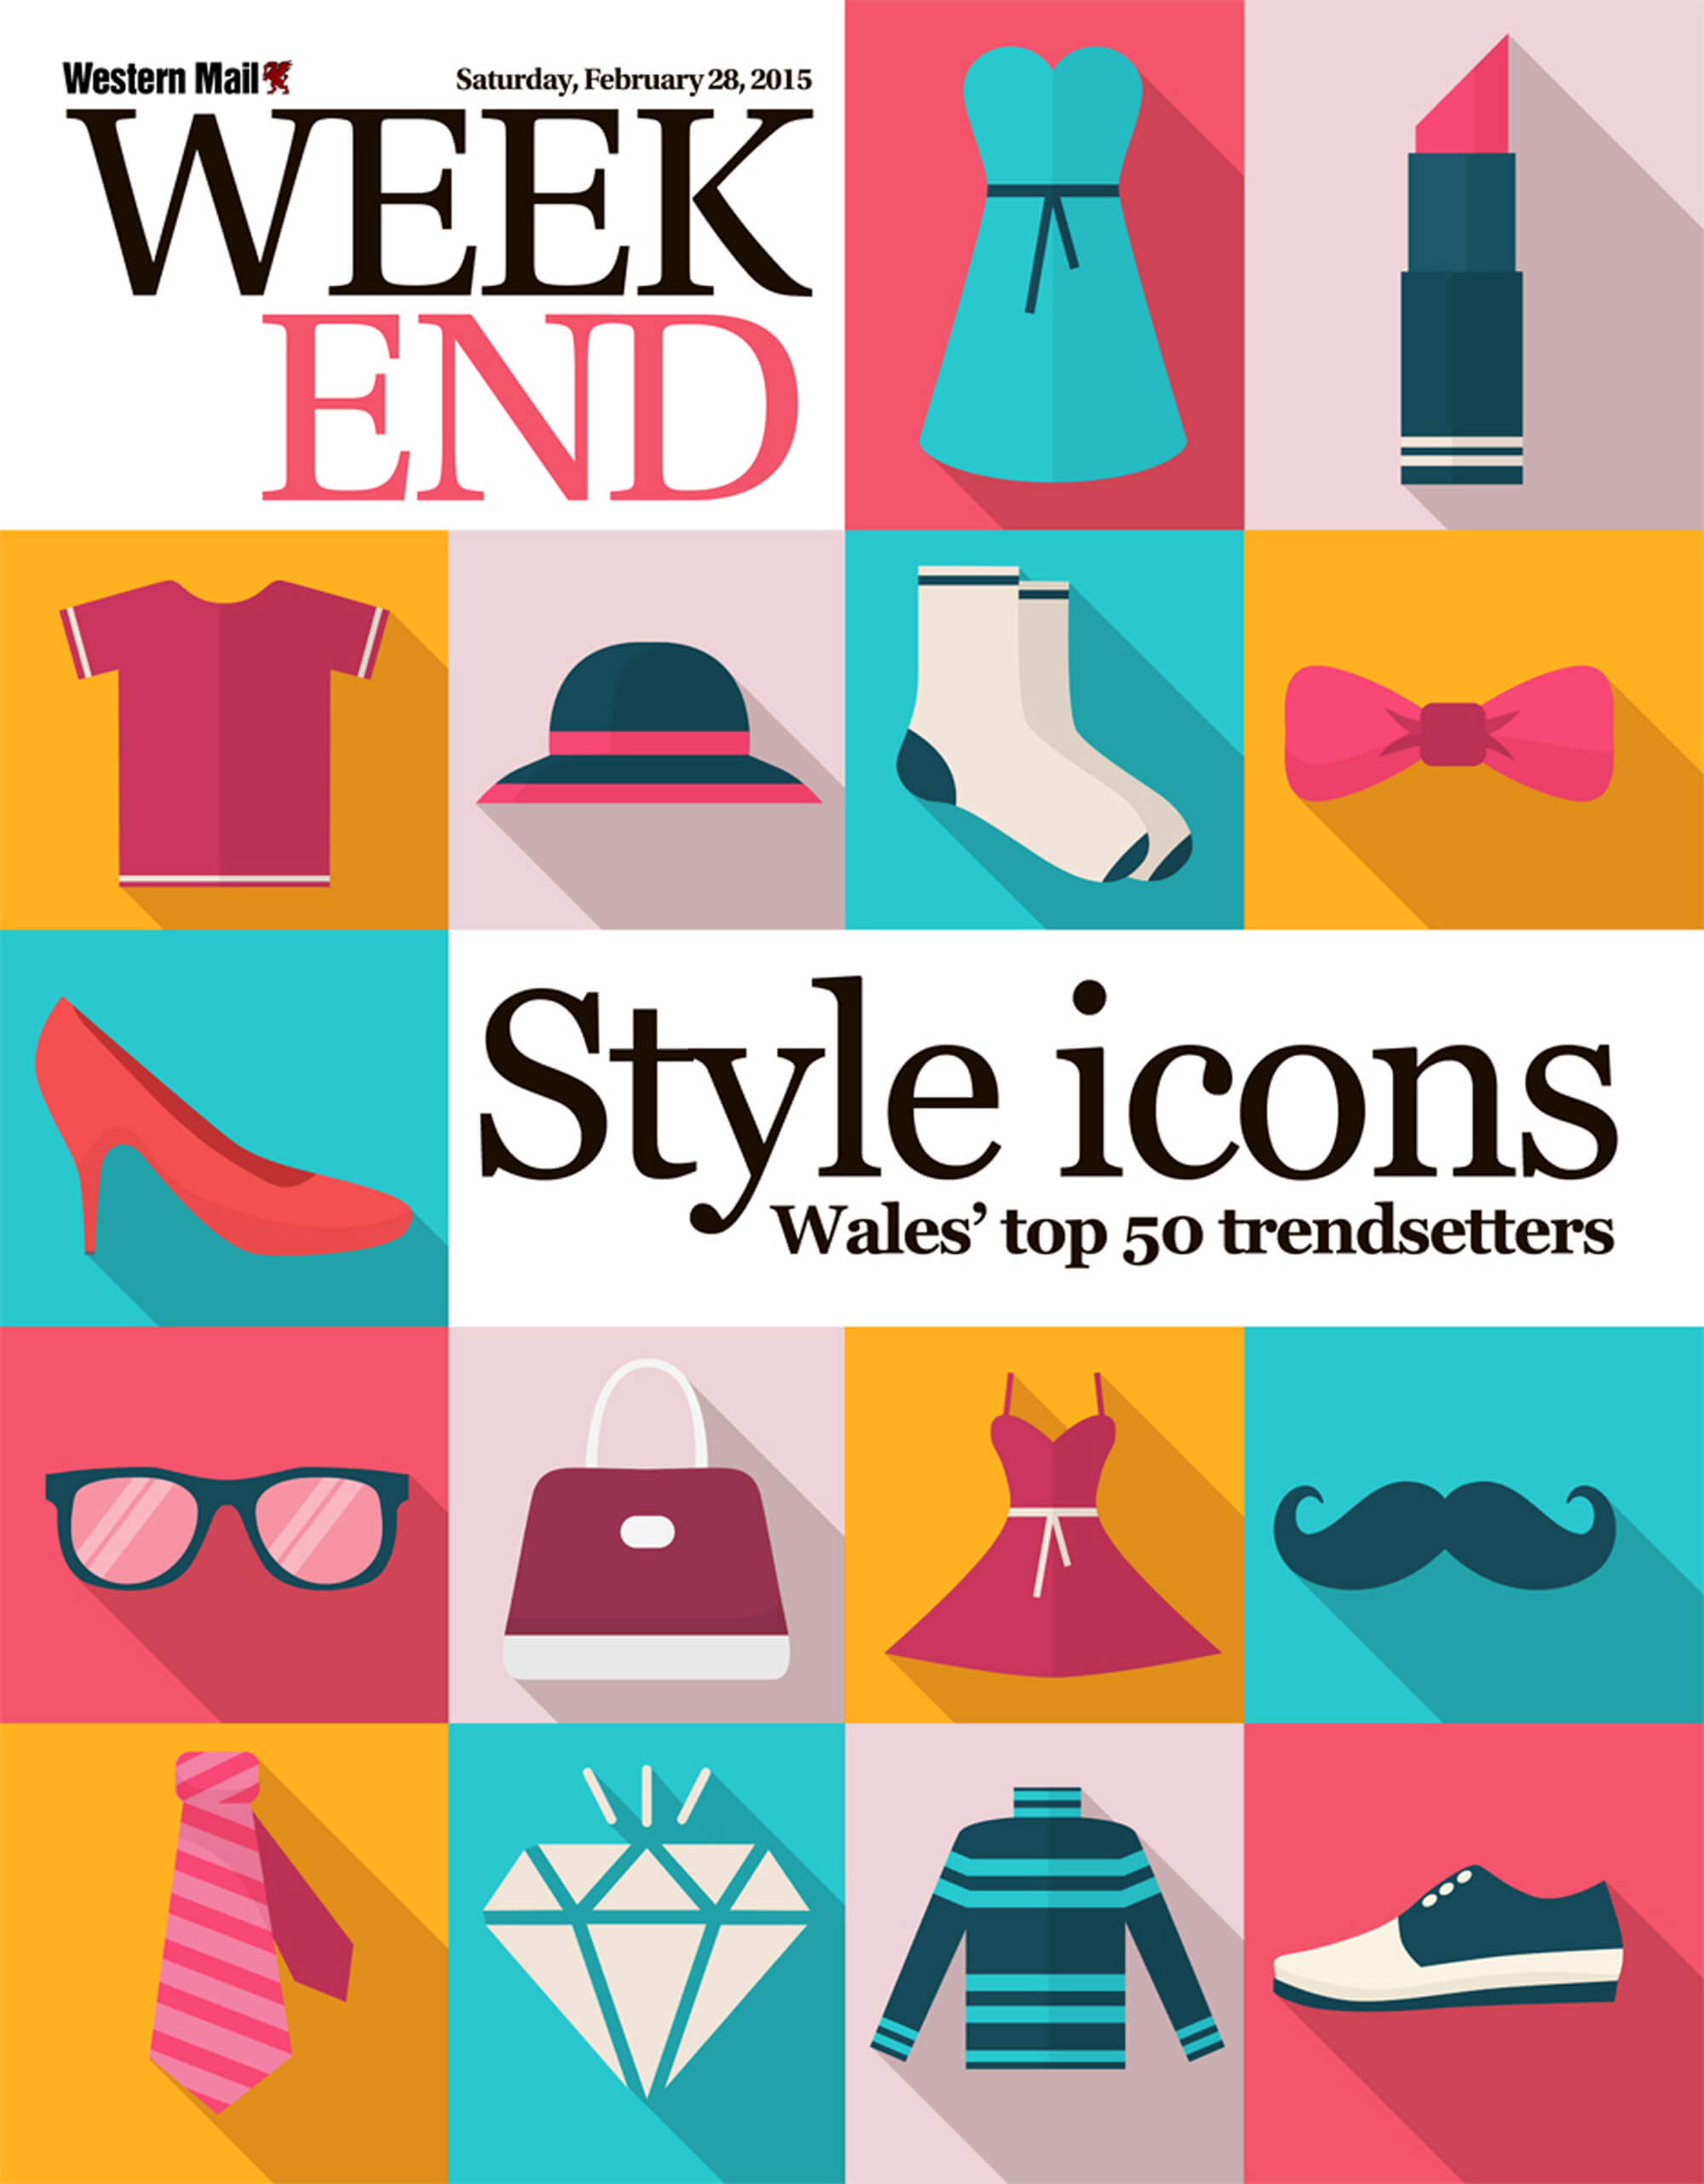 Western Mail
Saturday, February 28, 2015
WEEK
END
Style icons
Wales’ top 50 trendsetters